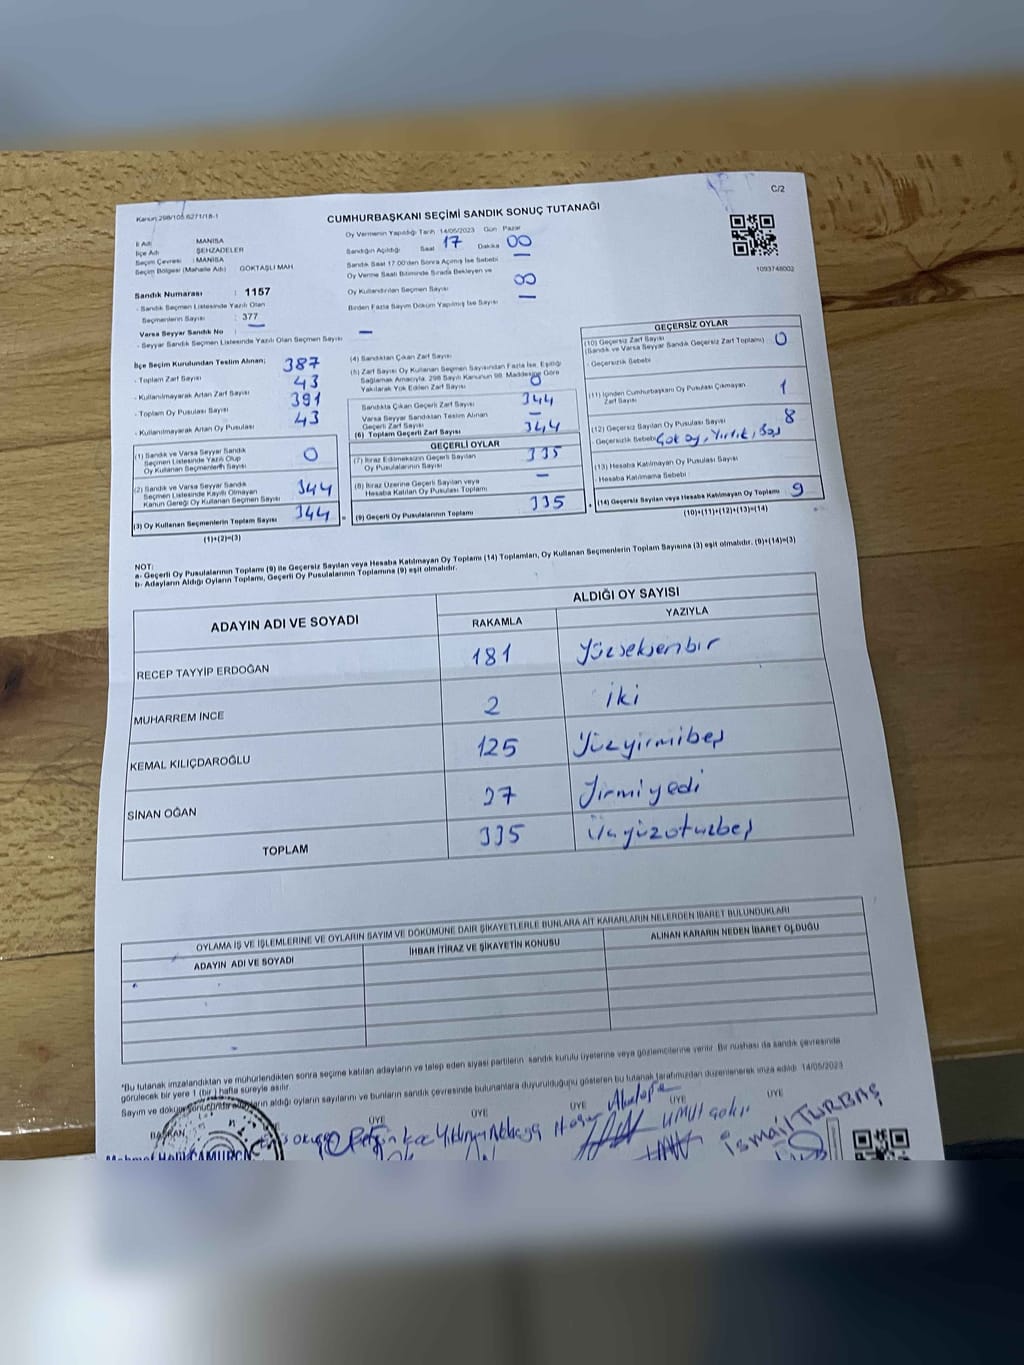 Kanun 298/105 6271/18-1
C/2
CUMHURBAŞKANI SEÇİMİ SANDIK SONUÇ TUTANAĞI
1093748002
İl Adı MANİSA
İlçe Adı ŞEHZADELER
Seçim Çevresi : MANİSA
Seçim Bölgesi (Mahalle Adı) GÖKTAŞLI MAH
Sandık Numarası : 1157
- Sandık Seçmen Listesinde Yazılı Olan
Seçmenlerin Sayısı : 377
Varsa Seyyar Sandık No : —
- Seyyar Sandık Seçmen Listesinde Yazılı Olan Seçmen Sayısı —
Oy Vermenin Yapıldığı Tarih 14/05/2023 Gün Pazar
Sandığın Açıldığı Saat 17 Dakika 00
Sandık Saat 17:00'den Sonra Açılmış İse Sebebi —
Oy Verme Saati Bitiminde Sırada Bekleyen ve
Oy Kullandırılan Seçmen Sayısı
Birden Fazla Sayım Döküm Yapılmış İse Sayısı —
İlçe Seçim Kurulundan Teslim Alınan;
- Toplam Zarf Sayısı 387
- Kullanılmayarak Artan Zarf Sayısı 43
- Toplam Oy Pusulası Sayısı 391
- Kullanılmayarak Artan Oy Pusulası 43
(1) Sandık ve Varsa Seyyar Sandık
Seçmen Listesinde Yazılı Olup
Oy Kullanan Seçmenlerin Sayısı 0
(2) Sandık ve Varsa Seyyar Sandık
Seçmen Listesinde Kayıtlı Olmayan
Kanun Gereği Oy Kullanan Seçmen Sayısı 344
(3) Oy Kullanan Seçmenlerin Toplam Sayısı 344 =
(1)+(2)=(3)
(4) Sandıktan Çıkan Zarf Sayısı
(5) Zarf Sayısı Oy Kullanan Seçmen Sayısından Fazla İse, Eşitliği
Sağlamak Amacıyla, 298 Sayılı Kanunun 98. Maddesine Göre
Yakılarak Yok Edilen Zarf Sayısı 0
Sandıkta Çıkan Geçerli Zarf Sayısı 344
Varsa Seyyar Sandıktan Teslim Alınan
Geçerli Zarf Sayısı —
(6) Toplam Geçerli Zarf Sayısı 344
GEÇERLİ OYLAR
(7) İtiraz Edilmeksizin Geçerli Sayılan
Oy Pusulalarının Sayısı 335
(8) İtiraz Üzerine Geçerli Sayılan veya
Hesaba Katılan Oy Pusulası Toplamı —
(9) Geçerli Oy Pusulalarının Toplamı 335 +
GEÇERSİZ OYLAR
(10) Geçersiz Zarf Sayısı
(Sandık ve Varsa Seyyar Sandık Geçersiz Zarf Toplamı) 0
- Geçersizlik Sebebi
(11) İçinden Cumhurbaşkanı Oy Pusulası Çıkmayan
Zarf Sayısı 1
(12) Geçersiz Sayılan Oy Pusulası Sayısı 8
- Geçersizlik Sebebi Çok oy, Yırtık, Boş
(13) Hesaba Katılmayan Oy Pusulası Sayısı
- Hesaba Katılmama Sebebi
(14) Geçersiz Sayılan veya Hesaba Katılmayan Oy Toplamı 9
(10)+(11)+(12)+(13)=(14)
NOT:
a- Geçerli Oy Pusulalarının Toplamı (9) ile Geçersiz Sayılan veya Hesaba Katılmayan Oy Toplamı (14) Toplamları, Oy Kullanan Seçmenlerin Toplam Sayısına (3) eşit olmalıdır. (9)+(14)=(3)
b- Adayların Aldığı Oyların Toplamı, Geçerli Oy Pusulalarının Toplamına (9) eşit olmalıdır.
ADAYIN ADI VE SOYADI
ALDIĞI OY SAYISI
RAKAMLA YAZIYLA
RECEP TAYYİP ERDOĞAN 181 Yüzseksenbir
MUHARREM İNCE 2 iki
KEMAL KILIÇDAROĞLU 125 Yüzyirmibeş
SİNAN OĞAN 27 Yirmiyedi
TOPLAM 335 üçyüzotuzbeş
OYLAMA İŞ VE İŞLEMLERİNE VE OYLARIN SAYIM VE DÖKÜMÜNE DAİR ŞİKAYETLERLE BUNLARA AİT KARARLARIN NELERDEN İBARET BULUNDUKLARI
ADAYIN ADI VE SOYADI
İHBAR İTİRAZ VE ŞİKAYETİN KONUSU
ALINAN KARARIN NEDEN İBARET OLDUĞU
"Bu tutanak imzalandıktan ve mühürlendikten sonra seçime katılan adayların ve talep eden siyasi partilerin sandık kurulu üyelerine veya gözlemcilerine verilir. Bir nüshası da sandık çevresinde
görülecek bir yere 1 (bir ) hafta süreyle asılır.
Sayım ve döküm sonucunda adayların aldığı oyların sayılarını ve bunların sandık çevresinde bulunanlara duyurulduğunu gösteren bu tutanak tarafımızdan düzenlenerek imza edildi. 14/05/2023
BAŞKAN ÜYE ÜYE ÜYE ÜYE ÜYE
UMUT
İsmail TÜRBAŞ